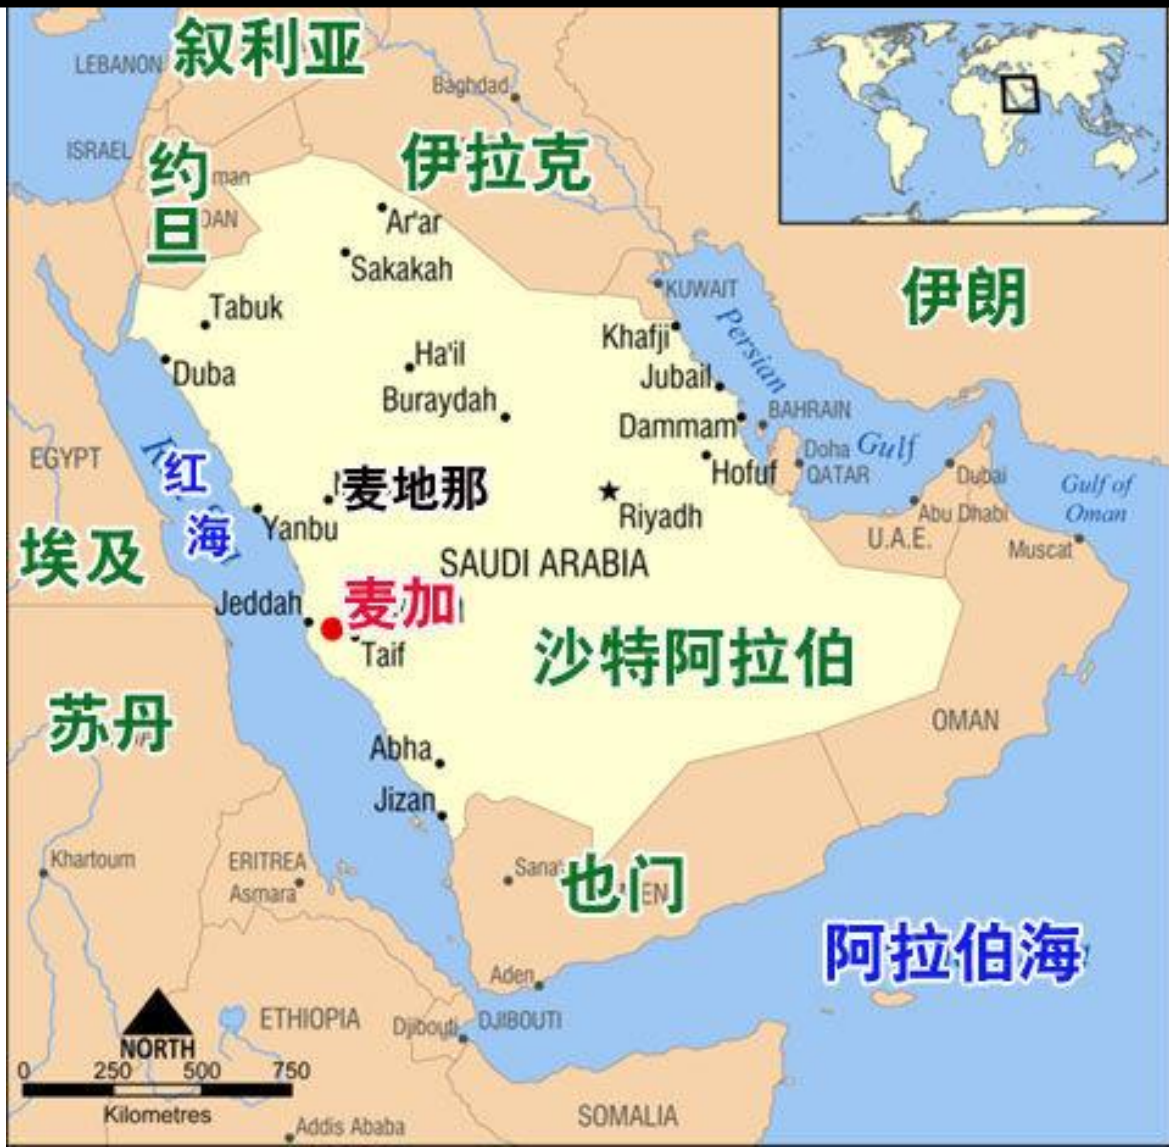 叙利亚
LEBANON
Baghdad
ISRAEL
约
旦
man
DAN
伊拉克
Ar'ar
Sakakah
伊朗
KUWAIT
Tabuk
Persian
Khafji
Duba
Ha'il
Jubail
Buraydah
BAHRAIN
Dammam
Gulf
EGYPT
红
海
麦地那
Hofuf
Doha
QATAR
Dubai
Gulf of
Oman
Yanbu
Riyadh
Abu Dhabi
U.A.E.
Muscat
埃及
SAUDI ARABIA
Jeddah
麦加
Taif
沙特阿拉伯
苏丹
OMAN
Abha
Jizan
Khartoum
ERITREA
Asmara
Sana'
也门
EN
阿拉伯海
Aden
ETHIOPIA
Djibouti
DJIBOUTI
NORTH
0 250 500 750
Kilometres
Addis Ababa
SOMALIA